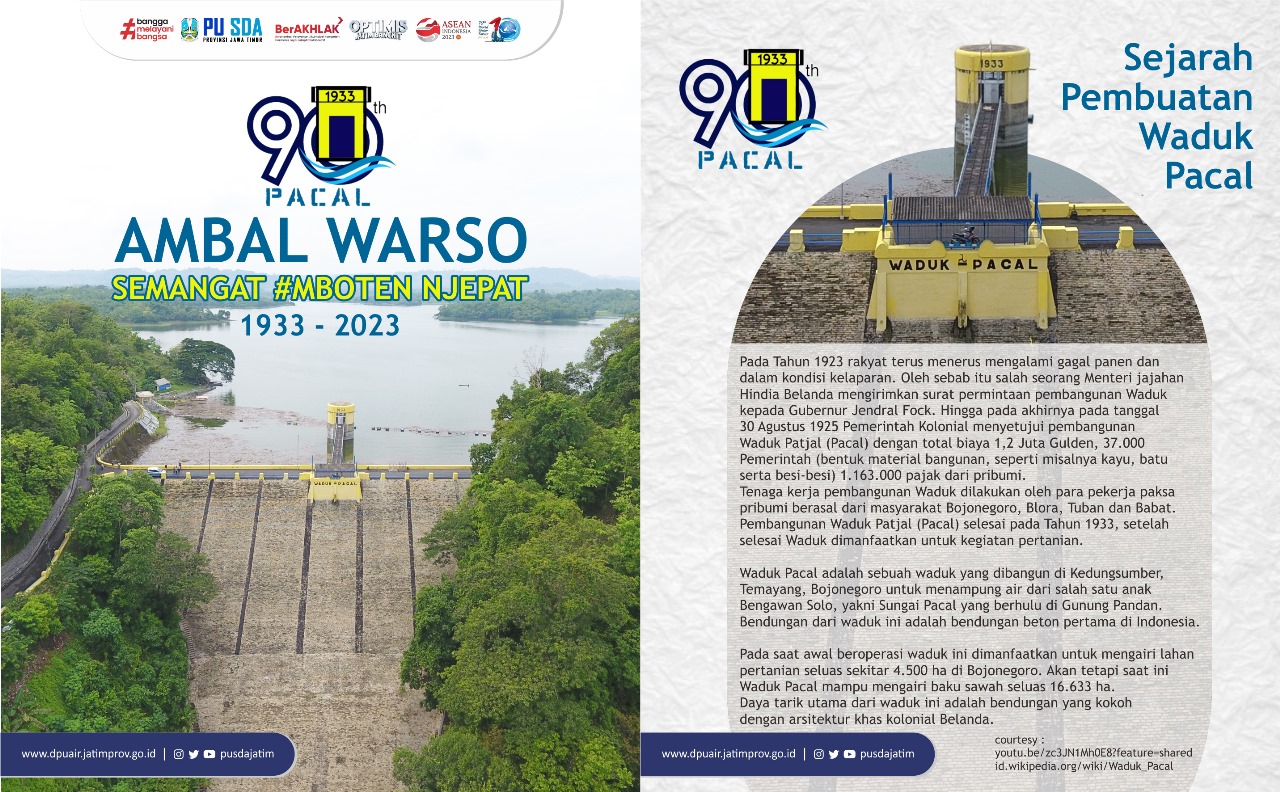 #bangga
melayani
bangsa
PU SDA
PROVINSI JAWA TIMUR
BerAKHLAK
OPTIMIS
JATIM BANGKIT
ASEAN
INDONESIA
2023
10
1933
90th
PACAL
AMBAL WARSO
SEMANGAT #MBOTEN NJEPAT
1933 - 2023
WADUK PACAL
www.dpuair.jatimprov.go.id | pusdajatim
1933
90th
PACAL
1933
Sejarah
Pembuatan
Waduk
Pacal
WADUK PACAL
Pada Tahun 1923 rakyat terus menerus mengalami gagal panen dan
dalam kondisi kelaparan. Oleh sebab itu salah seorang Menteri jajahan
Hindia Belanda mengirimkan surat permintaan pembangunan Waduk
kepada Gubernur Jendral Fock. Hingga pada akhirnya pada tanggal
30 Agustus 1925 Pemerintah Kolonial menyetujui pembangunan
Waduk Patjal (Pacal) dengan total biaya 1,2 Juta Gulden, 37.000
Pemerintah (bentuk material bangunan, seperti misalnya kayu, batu
serta besi-besi) 1.163.000 pajak dari pribumi.
Tenaga kerja pembangunan Waduk dilakukan oleh para pekerja paksa
pribumi berasal dari masyarakat Bojonegoro, Blora, Tuban dan Babat.
Pembangunan Waduk Patjal (Pacal) selesai pada Tahun 1933, setelah
selesai Waduk dimanfaatkan untuk kegiatan pertanian.
Waduk Pacal adalah sebuah waduk yang dibangun di Kedungsumber,
Temayang, Bojonegoro untuk menampung air dari salah satu anak
Bengawan Solo, yakni Sungai Pacal yang berhulu di Gunung Pandan.
Bendungan dari waduk ini adalah bendungan beton pertama di Indonesia.
Pada saat awal beroperasi waduk ini dimanfaatkan untuk mengairi lahan
pertanian seluas sekitar 4.500 ha di Bojonegoro. Akan tetapi saat ini
Waduk Pacal mampu mengairi baku sawah seluas 16.633 ha.
Daya tarik utama dari waduk ini adalah bendungan yang kokoh
dengan arsitektur khas kolonial Belanda.
www.dpuair.jatimprov.go.id | pusdajatim
courtesy :
youtu.be/zc3JN1Mh0E8?feature=shared
id.wikipedia.org/wiki/Waduk_Pacal